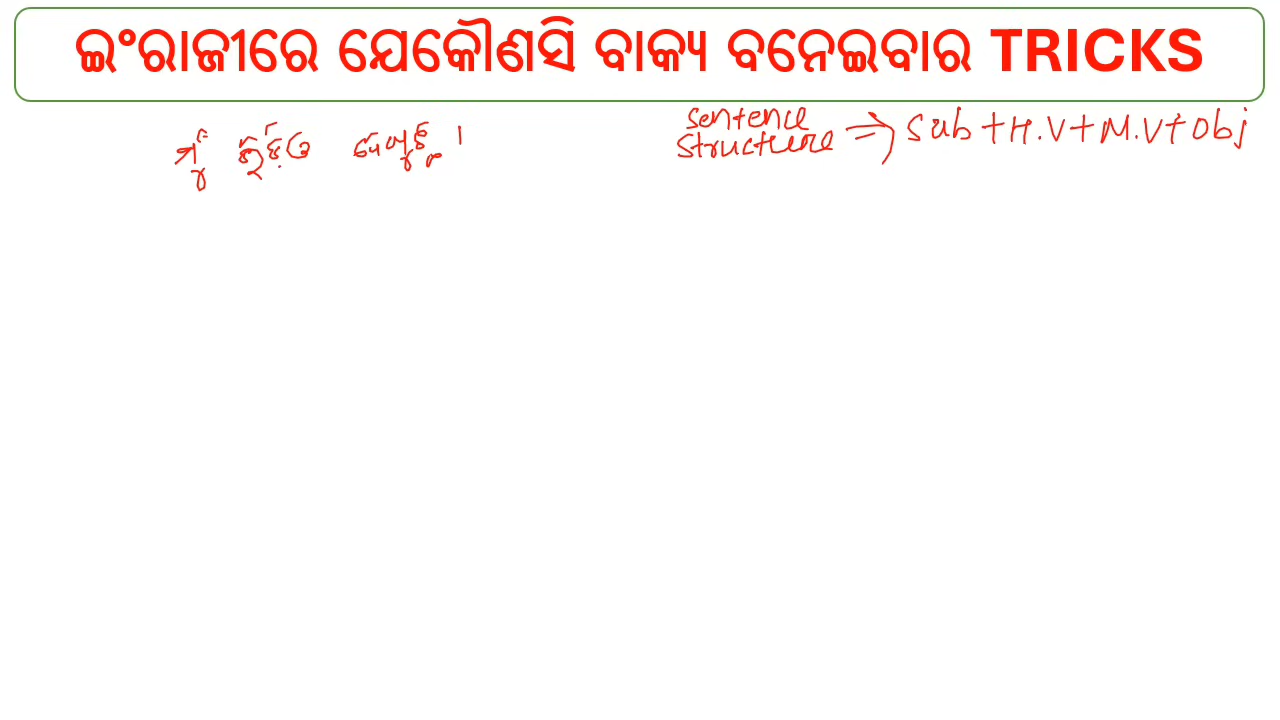 ଇଂରାଜୀରେ ଯେକୌଣସି ବାକ୍ୟ ବନେଇବାର TRICKS
sentence
structure ⇒ Sub + H.V + M.V + Obj